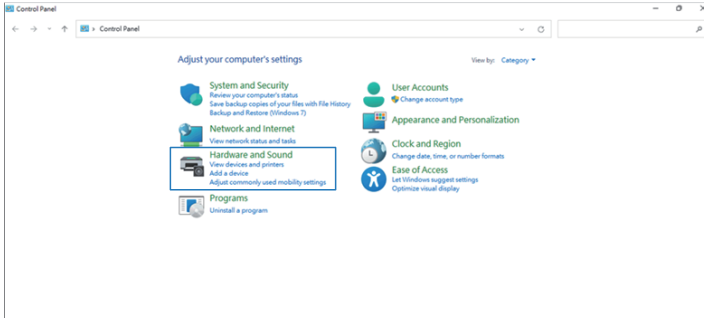 Control Panel
Control Panel
Adjust your computer's settings
View by: Category
System and Security
Review your computer's status
Save backup copies of your files with File History
Backup and Restore (Windows 7)
Network and Internet
View network status and tasks
Hardware and Sound
View devices and printers
Add a device
Adjust commonly used mobility settings
Programs
Uninstall a program
User Accounts
Change account type
Appearance and Personalization
Clock and Region
Change date, time, or number formats
Ease of Access
Let Windows suggest settings
Optimize visual display